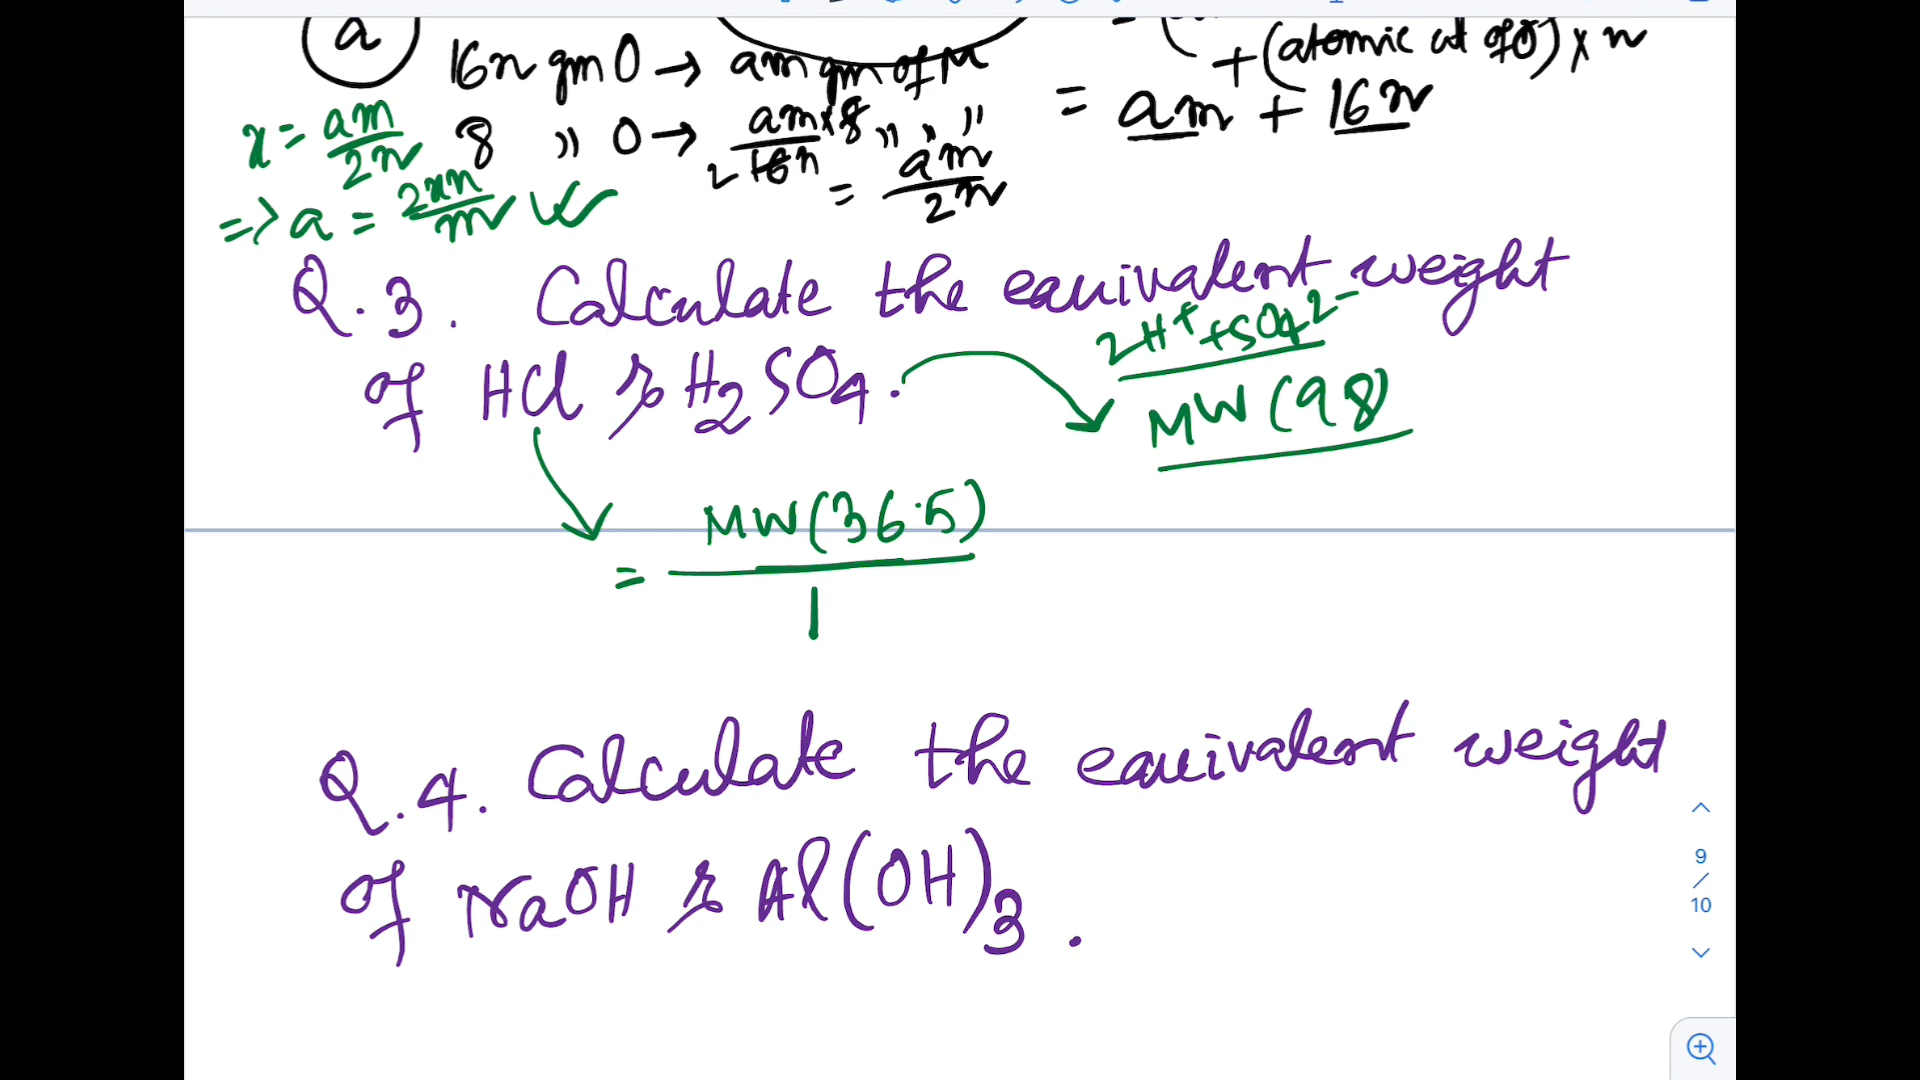 a
16n gm O → am gm of M
+ (atomic wt of O) × n
x = am/2n
8 " O → am×8/16n " " "
2
= am + 16n
= am/2n
=> a = 2xn/m
Q.3. Calculate the equivalent weight
2H+ + SO4 2-
of HCl & H2SO4.
MW (98)
= MW(36.5)/1
Q.4. Calculate the equivalent weight
of NaOH & Al(OH)3.
9
/
10